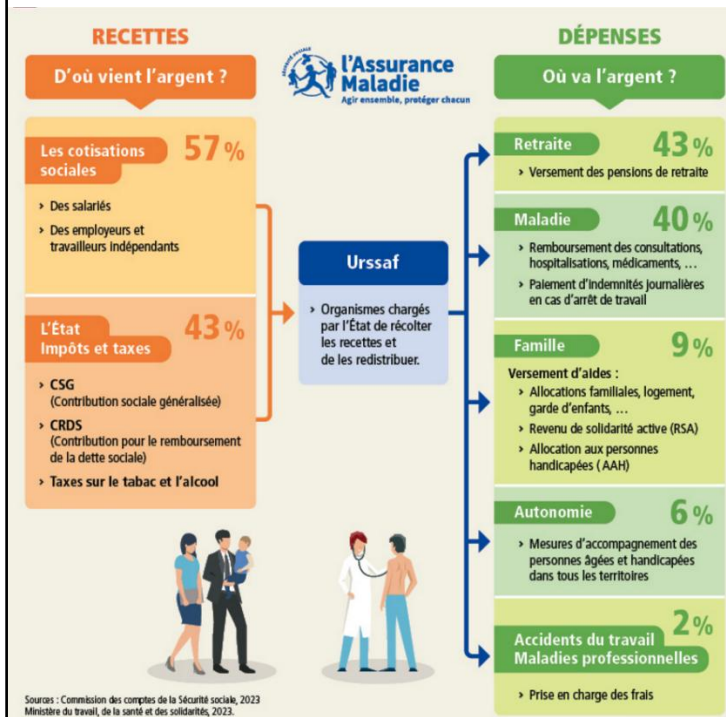 RECETTES
D'où vient l'argent ?
Les cotisations
sociales
57 %
› Des salariés
› Des employeurs et
travailleurs indépendants
L'État
Impôts et taxes
43 %
› CSG
(Contribution sociale généralisée)
› CRDS
(Contribution pour le remboursement
de la dette sociale)
› Taxes sur le tabac et l'alcool
SÉCURITÉ SOCIALE
l'Assurance
Maladie
Agir ensemble, protéger chacun
Urssaf
› Organismes chargés
par l'État de récolter
les recettes et
de les redistribuer.
DÉPENSES
Où va l'argent ?
Retraite 43 %
› Versement des pensions de retraite
Maladie 40 %
› Remboursement des consultations,
hospitalisations, médicaments, ...
› Paiement d'indemnités journalières
en cas d'arrêt de travail
Famille 9 %
Versement d'aides :
› Allocations familiales, logement,
garde d'enfants, ...
› Revenu de solidarité active (RSA)
› Allocation aux personnes
handicapées ( AAH)
Autonomie 6 %
› Mesures d'accompagnement des
personnes âgées et handicapées
dans tous les territoires
Accidents du travail
Maladies professionnelles
2 %
› Prise en charge des frais
Sources : Commission des comptes de la Sécurité sociale, 2023
Ministère du travail, de la santé et des solidarités, 2023.